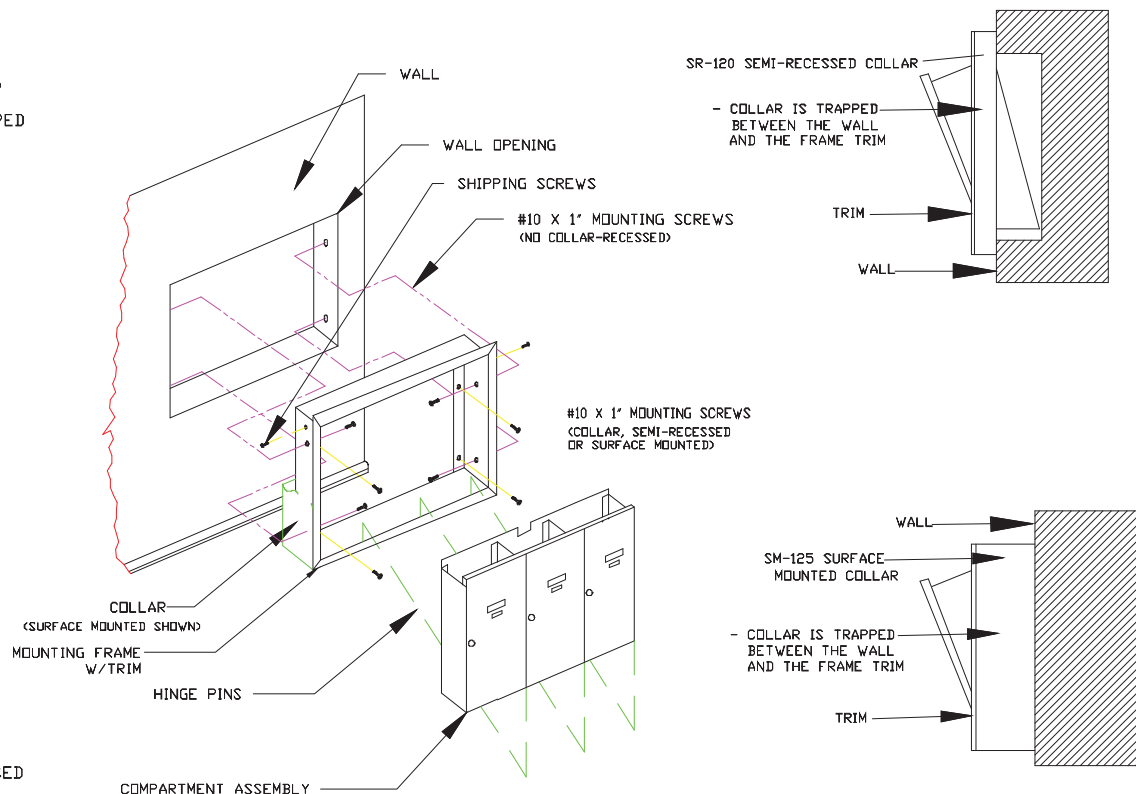 PED
WALL
WALL OPENING
SHIPPING SCREWS
#10 X 1" MOUNTING SCREWS
(NO COLLAR-RECESSED)
#10 X 1" MOUNTING SCREWS
(COLLAR, SEMI-RECESSED
OR SURFACE MOUNTED)
COLLAR
(SURFACE MOUNTED SHOWN)
MOUNTING FRAME
W/TRIM
HINGE PINS
COMPARTMENT ASSEMBLY
SR-120 SEMI-RECESSED COLLAR
- COLLAR IS TRAPPED
BETWEEN THE WALL
AND THE FRAME TRIM
TRIM
WALL
WALL
SM-125 SURFACE
MOUNTED COLLAR
- COLLAR IS TRAPPED
BETWEEN THE WALL
AND THE FRAME TRIM
TRIM
ED